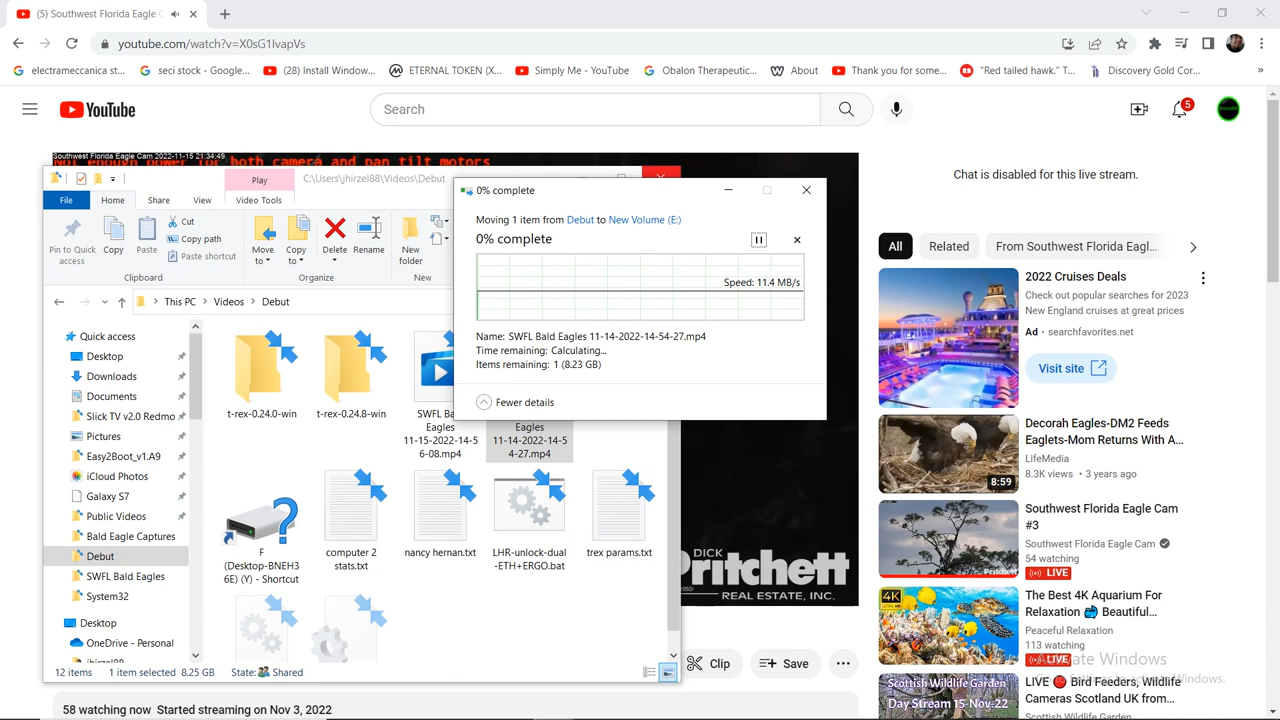 (5) Southwest Florida Eagle C
youtube.com/watch?v=X0sG1IvapVs
electrameccanica st...
seci stock - Google...
(28) Install Window...
ETERNAL TOKEN (X...
Simply Me - YouTube
Obalon Therapeutic...
About
Thank you for some...
"Red tailed hawk." T...
Discovery Gold Cor...
»
YouTube
Search
5
Southwest Florida Eagle Cam 2022-11-15 21:34:49
Not enough power for both camera and pan tilt motors
Play
C:\Users\jhirzel88\Videos\Debut
File
Home
Share
View
Video Tools
Pin to Quick access
Copy
Paste
Cut
Copy path
Paste shortcut
Clipboard
Move to
Copy to
Delete
Rename
Organize
New folder
New
This PC
Videos
Debut
Quick access
Desktop
Downloads
Documents
Slick TV v2.0 Redmo
Pictures
Easy2Boot_v1.A9
iCloud Photos
Galaxy S7
Public Videos
Bald Eagle Captures
Debut
SWFL Bald Eagles
System32
Desktop
OneDrive - Personal
jhirzel88
t-rex-0.24.0-win
t-rex-0.24.8-win
SWFL Ba
Eagles
11-15-2022-14-5
6-08.mp4
Eagles
11-14-2022-14-5
4-27.mp4
F
(Desktop-BNEH3
6E) (Y) - Shortcut
computer 2
stats.txt
nancy hernan.txt
LHR-unlock-dual
-ETH+ERGO.bat
trex params.txt
12 items
1 item selected 8.25 GB
State: Shared
0% complete
Moving 1 item from Debut to New Volume (E:)
0% complete
Speed: 11.4 MB/s
Name: SWFL Bald Eagles 11-14-2022-14-54-27.mp4
Time remaining: Calculating...
Items remaining: 1 (8.23 GB)
Fewer details
DICK
Pritchett
REAL ESTATE, INC.
Clip
Save
58 watching now Started streaming on Nov 3, 2022
Chat is disabled for this live stream.
All
Related
From Southwest Florida Eagl...
2022 Cruises Deals
Check out popular searches for 2023
New England cruises at great prices
Ad • searchfavorites.net
Visit site
8:59
Decorah Eagles-DM2 Feeds
Eaglets-Mom Returns With A...
LifeMedia
8.3K views • 3 years ago
Southwest Florida Eagle Cam
#3
Southwest Florida Eagle Cam
54 watching
LIVE
4K
The Best 4K Aquarium For
Relaxation Beautiful...
Peaceful Relaxation
113 watching
LIVE
Activate Windows
Scottish Wildlife Garden
Day Stream 15-Nov-22
LIVE Bird Feeders, Wildlife
Cameras Scotland UK from...
Scottish Wildlife Garden